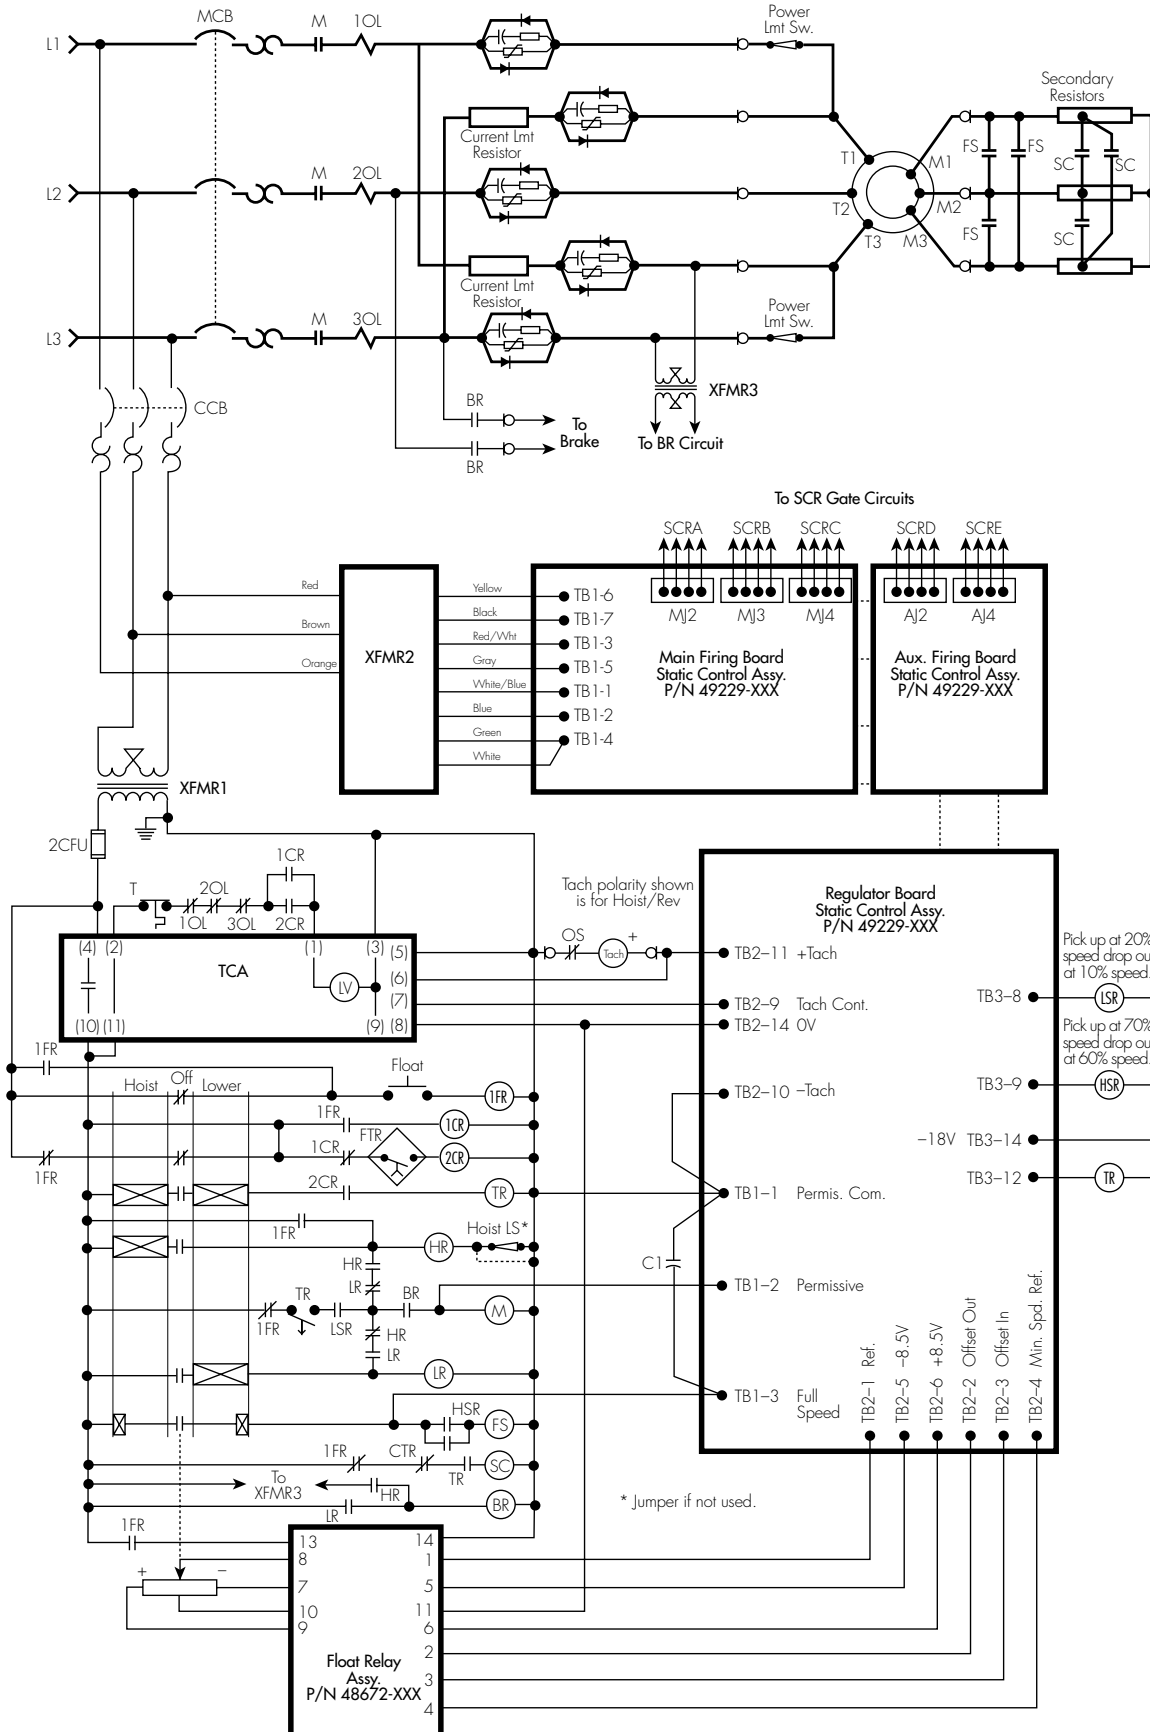 MCB
M
1OL
Power
Lmt Sw.
L1
Secondary
Resistors
Current Lmt
Resistor
FS
FS
SC
SC
T1
M1
M
2OL
L2
T2
M2
T3
M3
FS
SC
Current Lmt
Resistor
Power
Lmt Sw.
M
3OL
L3
XFMR3
CCB
BR
To
Brake
BR
To BR Circuit
To SCR Gate Circuits
SCRA
SCRB
SCRC
SCRD
SCRE
MJ2
MJ3
MJ4
AJ2
AJ4
Red
Brown
Orange
XFMR2
Yellow
Black
Red/Wht
Gray
White/Blue
Blue
Green
White
TB1-6
TB1-7
TB1-3
TB1-5
TB1-1
TB1-2
TB1-4
Main Firing Board
Static Control Assy.
P/N 49229-XXX
Aux. Firing Board
Static Control Assy.
P/N 49229-XXX
XFMR1
2CFU
1CR
T
2OL
1OL
3OL
2CR
Tach polarity shown
is for Hoist/Rev
Regulator Board
Static Control Assy.
P/N 49229-XXX
(4)
(2)
(1)
(3)
(5)
TCA
(6)
LV
(7)
(10)
(11)
(9)
(8)
OS
Tach
+
TB2-11 +Tach
TB2-9 Tach Cont.
TB2-14 0V
TB2-10 −Tach
TB1-1 Permis. Com.
C1
TB1-2 Permissive
TB1-3 Full
Speed
Pick up at 20%
speed drop ou
at 10% speed.
TB3-8
LSR
Pick up at 70%
speed drop ou
at 60% speed.
TB3-9
HSR
−18V TB3-14
TB3-12
TR
TB2−1 Ref.
TB2−5 −8.5V
TB2−6 +8.5V
TB2−2 Offset Out
TB2−3 Offset In
TB2−4 Min. Spd. Ref.
1FR
Hoist
Off
Lower
Float
1FR
1FR
1CR
1FR
1CR
FTR
2CR
2CR
TR
1FR
Hoist LS*
HR
HR
LR
TR
BR
1FR
LSR
M
HR
LR
LR
HSR
FS
1FR
CTR
TR
SC
To
XFMR3
HR
LR
BR
* Jumper if not used.
1FR
13
14
8
1
+
−
7
5
10
11
9
6
2
Float Relay
Assy.
P/N 48672-XXX
3
4